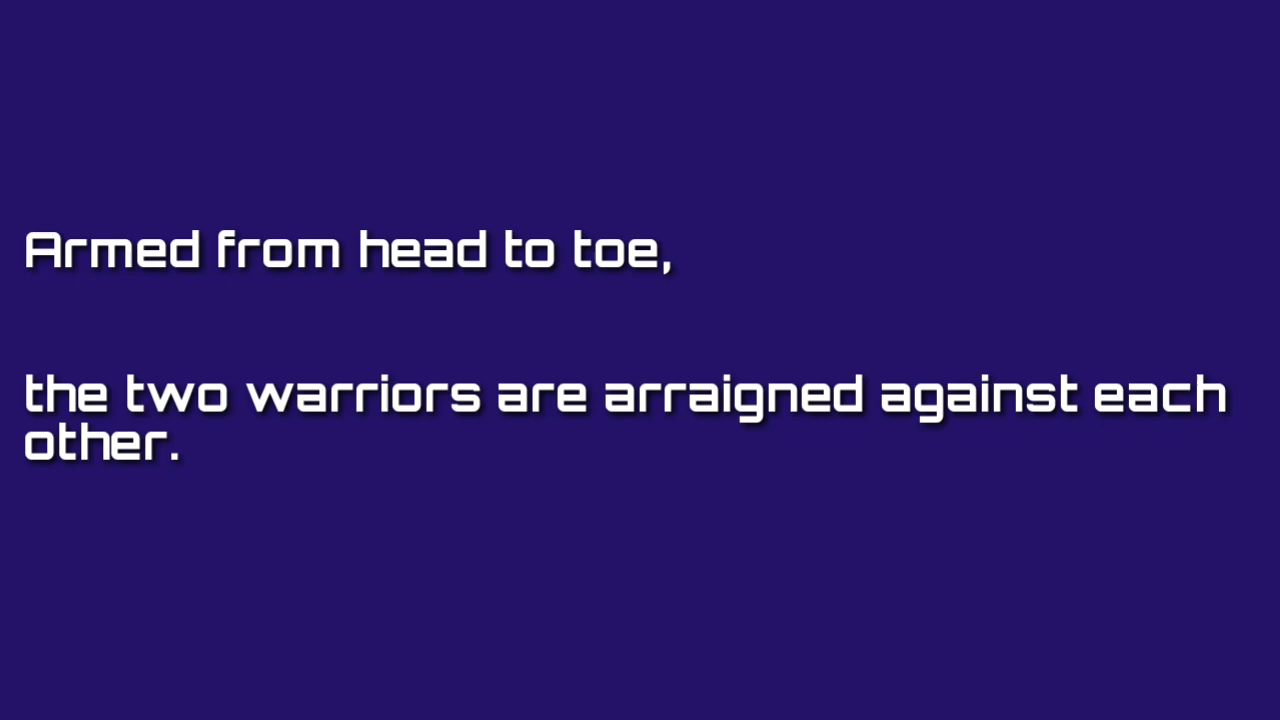 Armed from head to toe,
the two warriors are arraigned against each
other.